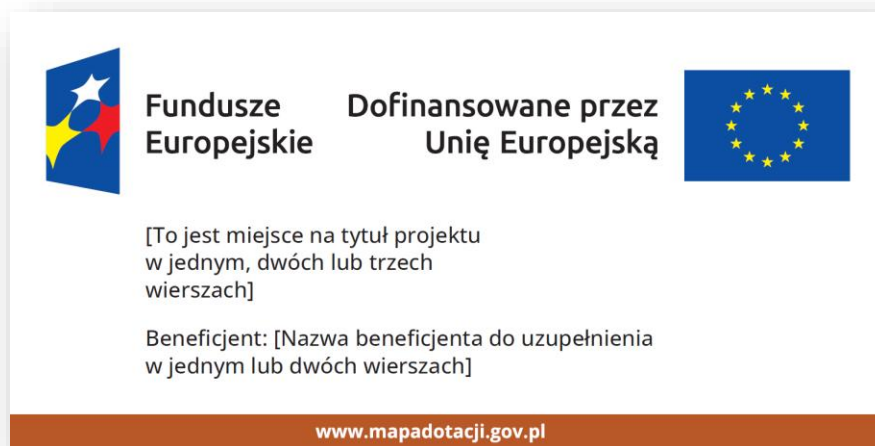 Fundusze
Europejskie
Dofinansowane przez
Unię Europejską
[To jest miejsce na tytuł projektu
w jednym, dwóch lub trzech
wierszach]
Beneficjent: [Nazwa beneficjenta do uzupełnienia
w jednym lub dwóch wierszach]
www.mapadotacji.gov.pl